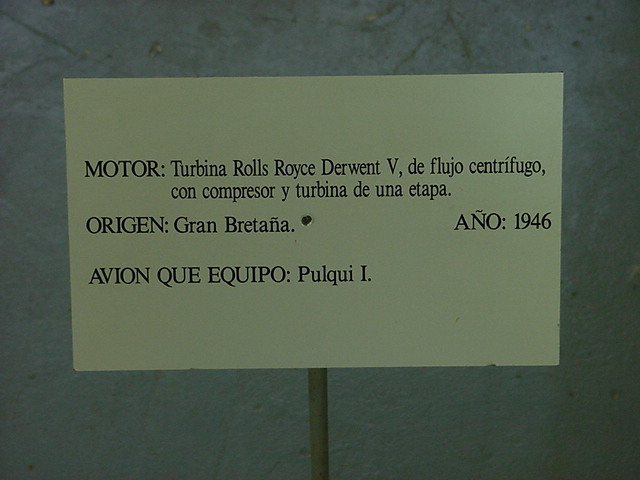 MOTOR: Turbina Rolls Royce Derwent V, de flujo centrífugo,
con compresor y turbina de una etapa.
ORIGEN: Gran Bretaña. AÑO: 1946
AVION QUE EQUIPO: Pulqui I.